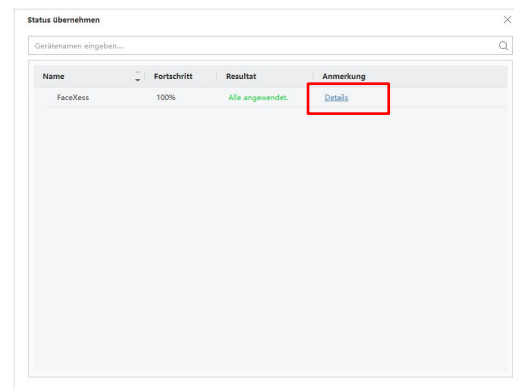 Status übernehmen
Gerätenamen eingeben....
Name Fortschritt Resultat Anmerkung
FaceXess 100% Alle angewendet. Details